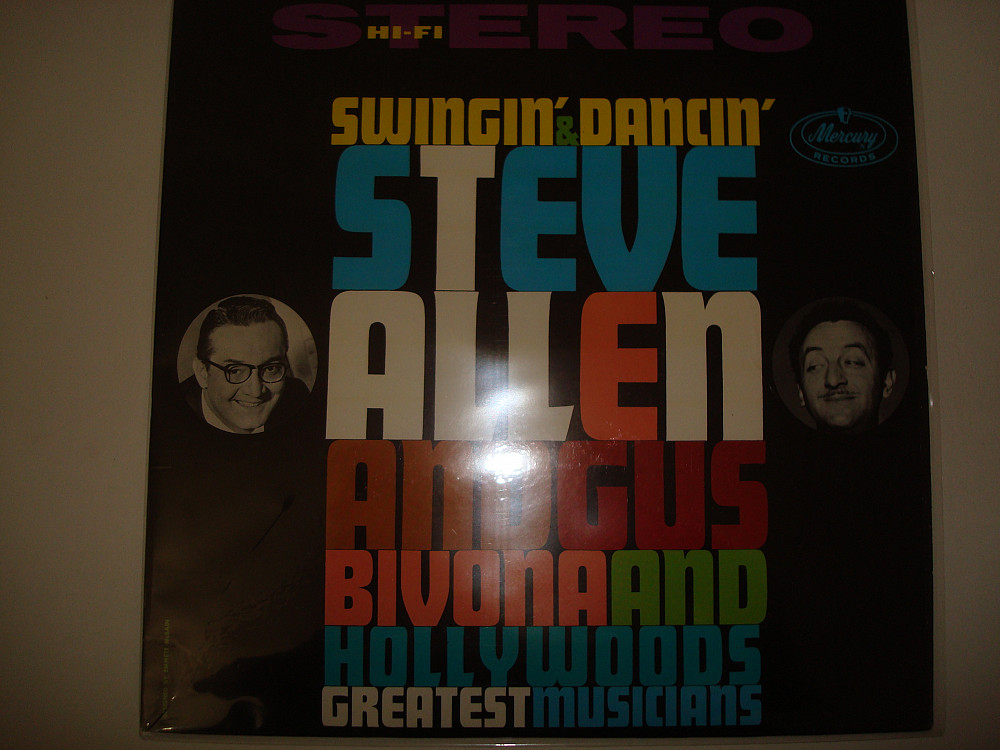 STEREO
HI-FI
SWINGIN' & DANCIN'
Mercury
RECORDS
STEVE
ALLEN
AND GUS
BIVONA AND
HOLLYWOODS
GREATEST MUSICIANS